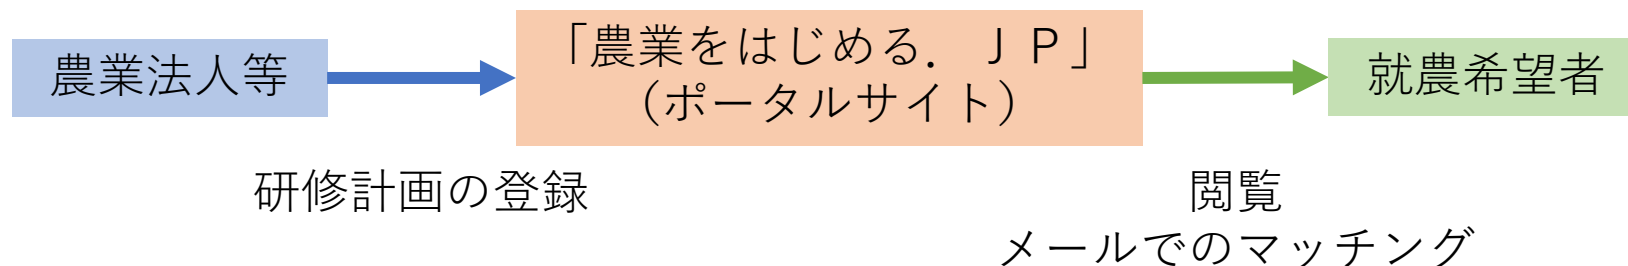 農業法人等
「農業をはじめる．ＪＰ」
（ポータルサイト）
就農希望者
研修計画の登録
閲覧
メールでのマッチング